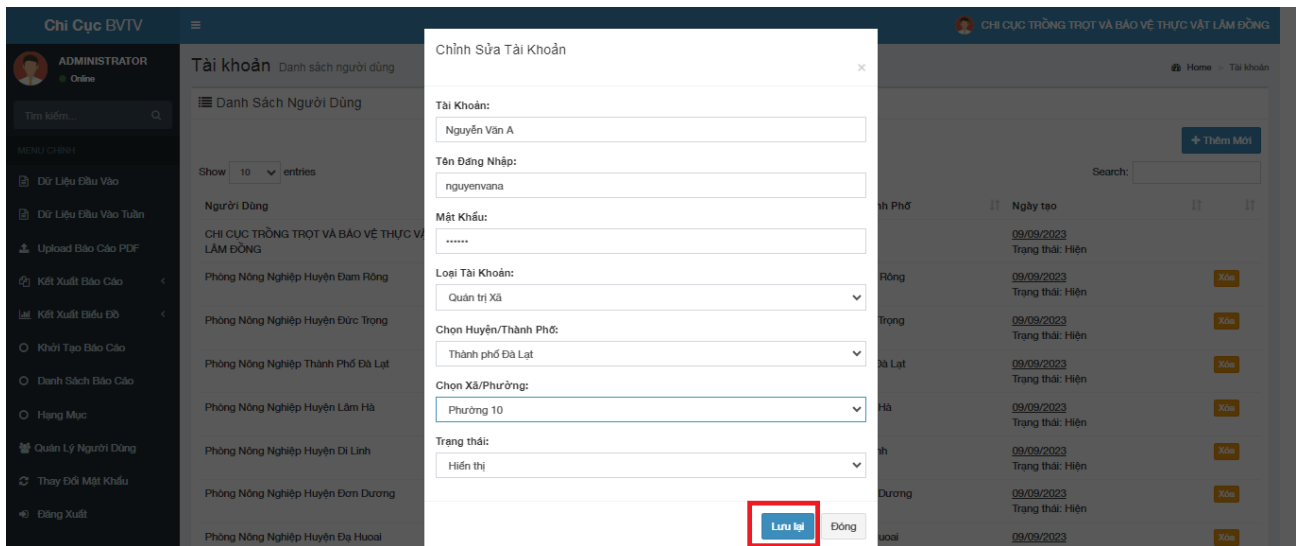 Chi Cục BVTV
CHI CỤC TRỒNG TRỌT VÀ BẢO VỆ THỰC VẬT LÂM ĐỒNG
ADMINISTRATOR
Online
Tìm kiếm...
MENU CHÍNH
Dữ Liệu Đầu Vào
Dữ Liệu Đầu Vào Tuần
Upload Báo Cáo PDF
Kết Xuất Báo Cáo
Kết Xuất Biểu Đồ
Khởi Tạo Báo Cáo
Danh Sách Báo Cáo
Hạng Mục
Quản Lý Người Dùng
Thay Đổi Mật Khẩu
Đăng Xuất
Tài khoản Danh sách người dùng
Home > Tài khoản
Danh Sách Người Dùng
+ Thêm Mới
Show 10 entries
Search:
Người Dùng
nh Phố
Ngày tạo
CHI CỤC TRỒNG TRỌT VÀ BẢO VỆ THỰC VẬ
LÂM ĐỒNG
09/09/2023
Trạng thái: Hiện
Phòng Nông Nghiệp Huyện Đam Rông
Rông
09/09/2023
Xóa
Trạng thái: Hiện
Phòng Nông Nghiệp Huyện Đức Trọng
Trọng
09/09/2023
Xóa
Trạng thái: Hiện
Phòng Nông Nghiệp Thành Phố Đà Lạt
Đà Lạt
09/09/2023
Xóa
Trạng thái: Hiện
Phòng Nông Nghiệp Huyện Lâm Hà
Hà
09/09/2023
Xóa
Trạng thái: Hiện
Phòng Nông Nghiệp Huyện Di Linh
nh
09/09/2023
Xóa
Trạng thái: Hiện
Phòng Nông Nghiệp Huyện Đơn Dương
Dương
09/09/2023
Xóa
Trạng thái: Hiện
Phòng Nông Nghiệp Huyện Đạ Huoai
uoai
09/09/2023
Xóa
Chỉnh Sửa Tài Khoản
×
Tài Khoản:
Nguyễn Văn A
Tên Đăng Nhập:
nguyenvana
Mật Khẩu:
••••••
Loại Tài Khoản:
Quản trị Xã
Chọn Huyện/Thành Phố:
Thành phố Đà Lạt
Chọn Xã/Phường:
Phường 10
Trạng thái:
Hiển thị
Lưu lại
Đóng